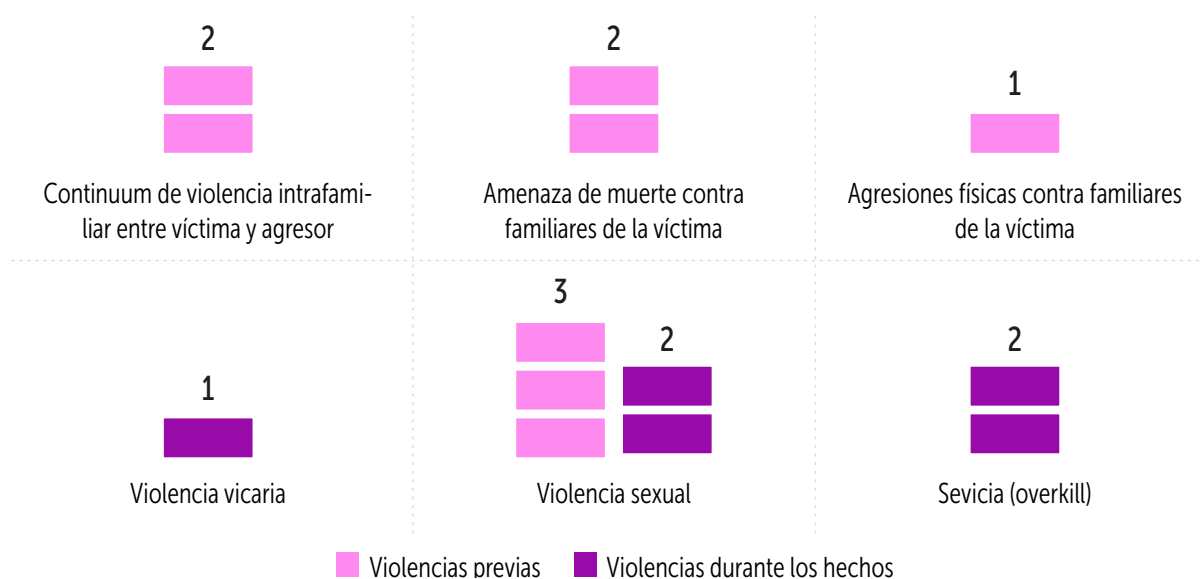 2
2
1
Continuum de violencia intrafami-
liar entre víctima y agresor
Amenaza de muerte contra
familiares de la víctima
Agresiones físicas contra familiares
de la víctima
1
3
2
2
Violencia vicaria
Violencia sexual
Sevicia (overkill)
Violencias previas
Violencias durante los hechos